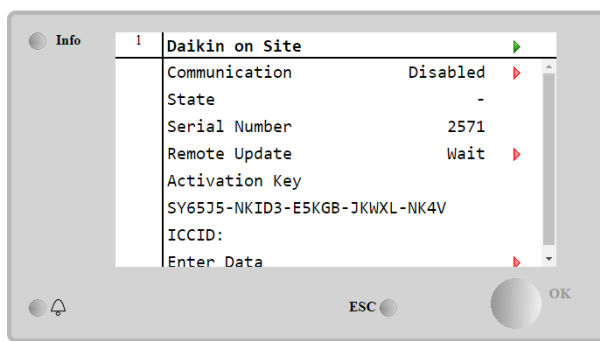 Info
1 Daikin on Site
Communication Disabled
State -
Serial Number 2571
Remote Update Wait
Activation Key
SY65J5-NKID3-E5KGB-JKWXL-NK4V
ICCID:
Enter Data
ESC
OK